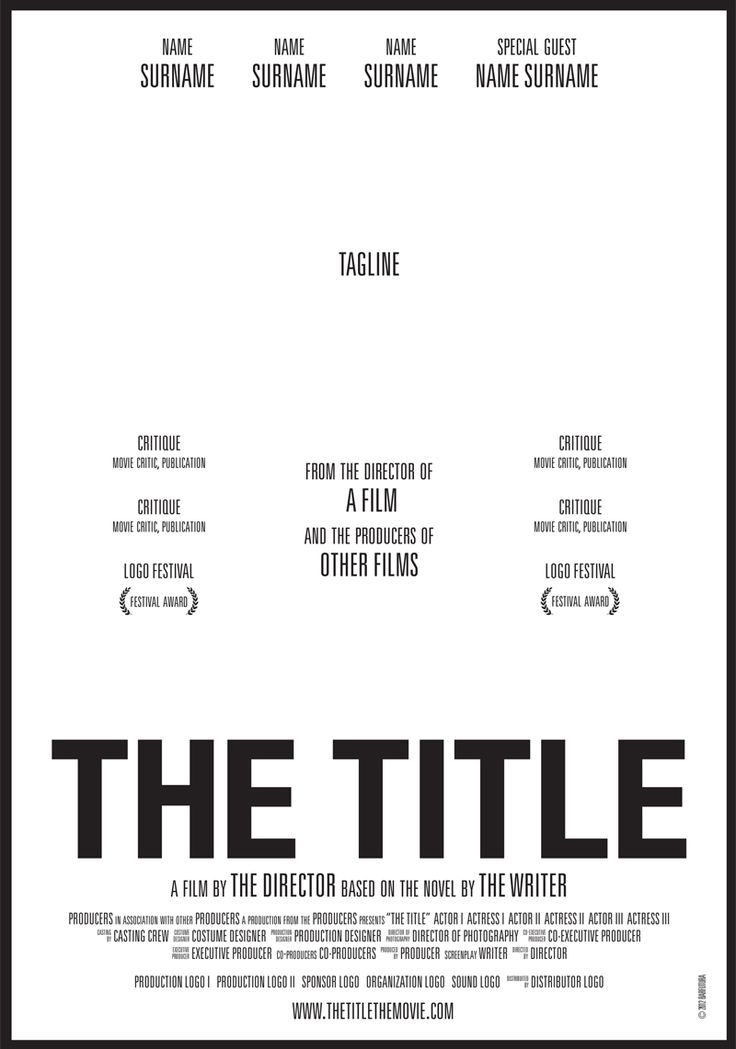 NAME NAME NAME SPECIAL GUEST
SURNAME SURNAME SURNAME NAME SURNAME
TAGLINE
CRITIQUE
MOVIE CRITIC, PUBLICATION
CRITIQUE
MOVIE CRITIC, PUBLICATION
LOGO FESTIVAL
FESTIVAL AWARD
FROM THE DIRECTOR OF
A FILM
AND THE PRODUCERS OF
OTHER FILMS
CRITIQUE
MOVIE CRITIC, PUBLICATION
CRITIQUE
MOVIE CRITIC, PUBLICATION
LOGO FESTIVAL
FESTIVAL AWARD
THE TITLE
A FILM BY THE DIRECTOR BASED ON THE NOVEL BY THE WRITER
PRODUCERS IN ASSOCIATION WITH OTHER PRODUCERS A PRODUCTION FROM THE PRODUCERS PRESENTS "THE TITLE" ACTOR I ACTRESS I ACTOR II ACTRESS II ACTOR III ACTRESS III
CASTING BY CASTING CREW COSTUME DESIGNER COSTUME DESIGNER PRODUCTION DESIGNER PRODUCTION DESIGNER DIRECTOR OF PHOTOGRAPHY DIRECTOR OF PHOTOGRAPHY CO-EXECUTIVE PRODUCER CO-EXECUTIVE PRODUCER
EXECUTIVE PRODUCER EXECUTIVE PRODUCER CO-PRODUCERS CO-PRODUCERS PRODUCED BY PRODUCER SCREENPLAY WRITER DIRECTED BY DIRECTOR
PRODUCTION LOGO I PRODUCTION LOGO II SPONSOR LOGO ORGANIZATION LOGO SOUND LOGO DISTRIBUTED BY DISTRIBUTOR LOGO
WWW.THETITLETHEMOVIE.COM
© 2012 BARFUTURA